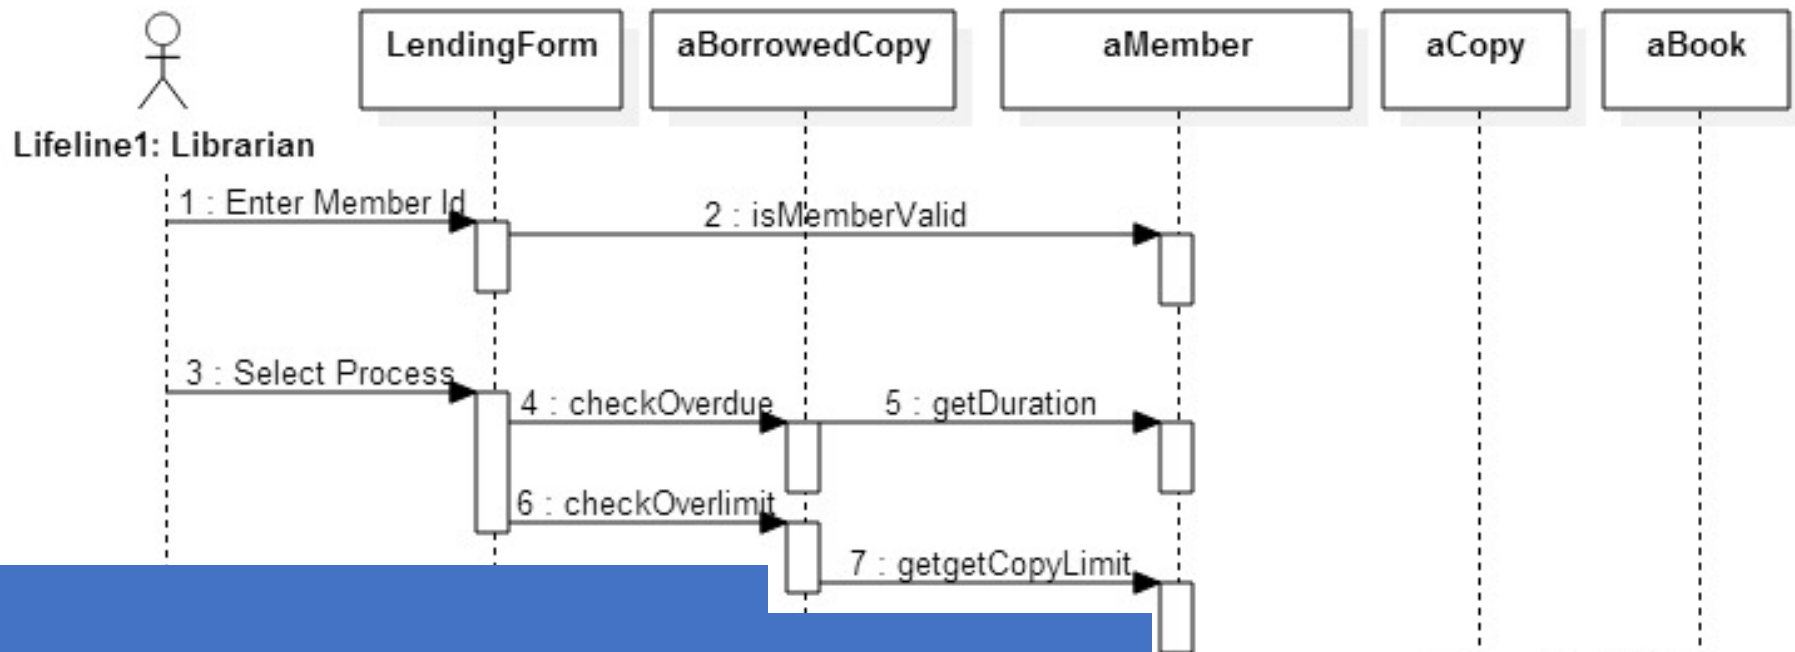 LendingForm
aBorrowedCopy
aMember
aCopy
aBook
Lifeline1: Librarian
1 : Enter Member Id
2 : isMemberValid
3 : Select Process
4 : checkOverdue
5 : getDuration
6 : checkOverlimit
7 : getgetCopyLimit